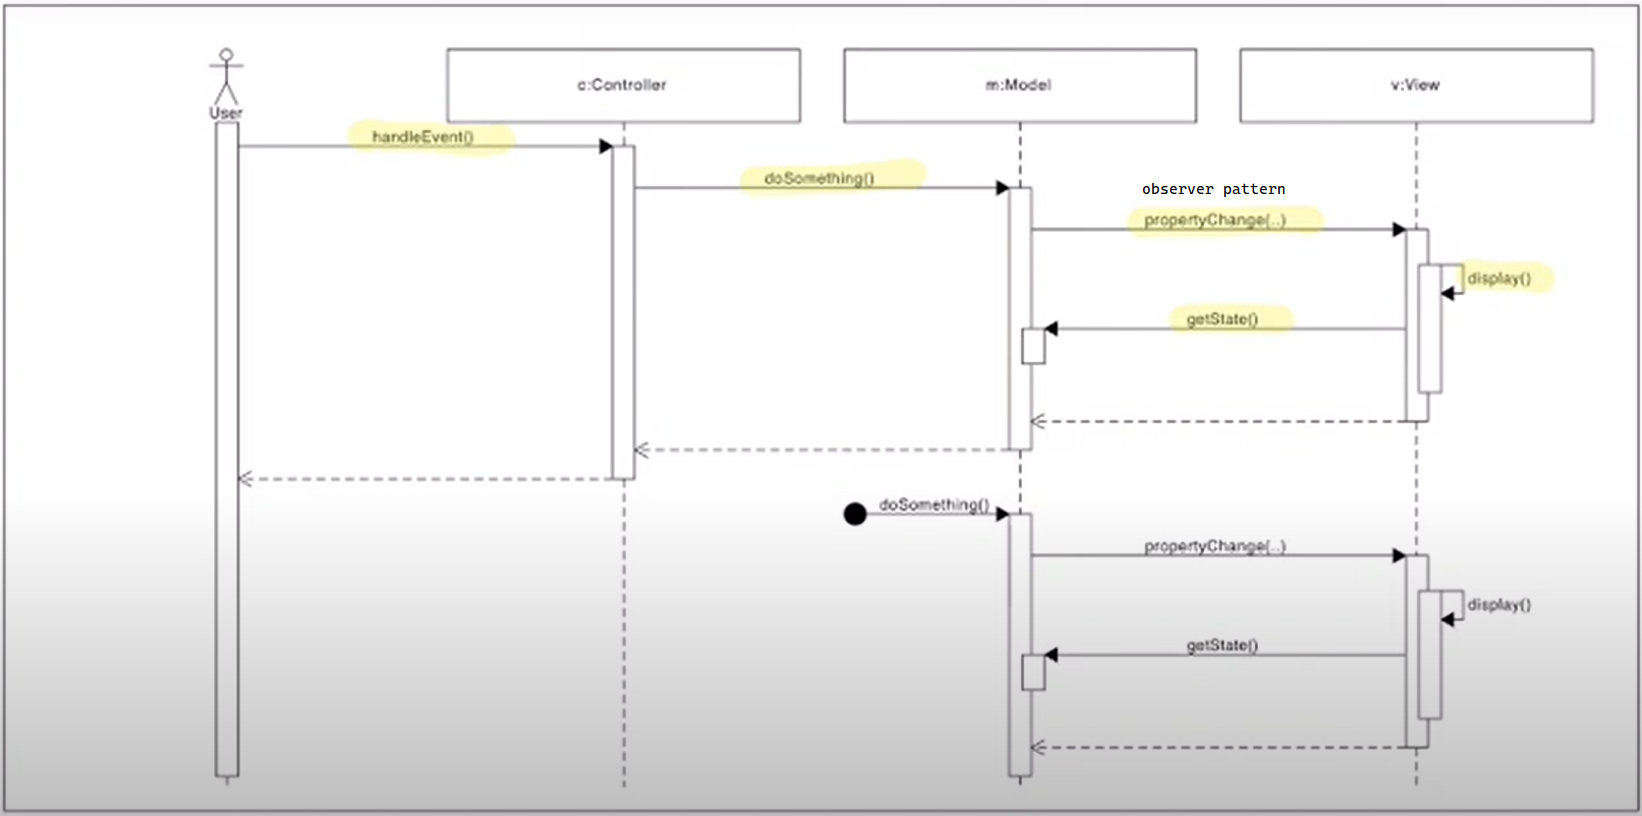 User
c:Controller
m:Model
v:View
handleEvent()
doSomething()
observer pattern
propertyChange(..)
display()
getState()
doSomething()
propertyChange(..)
display()
getState()